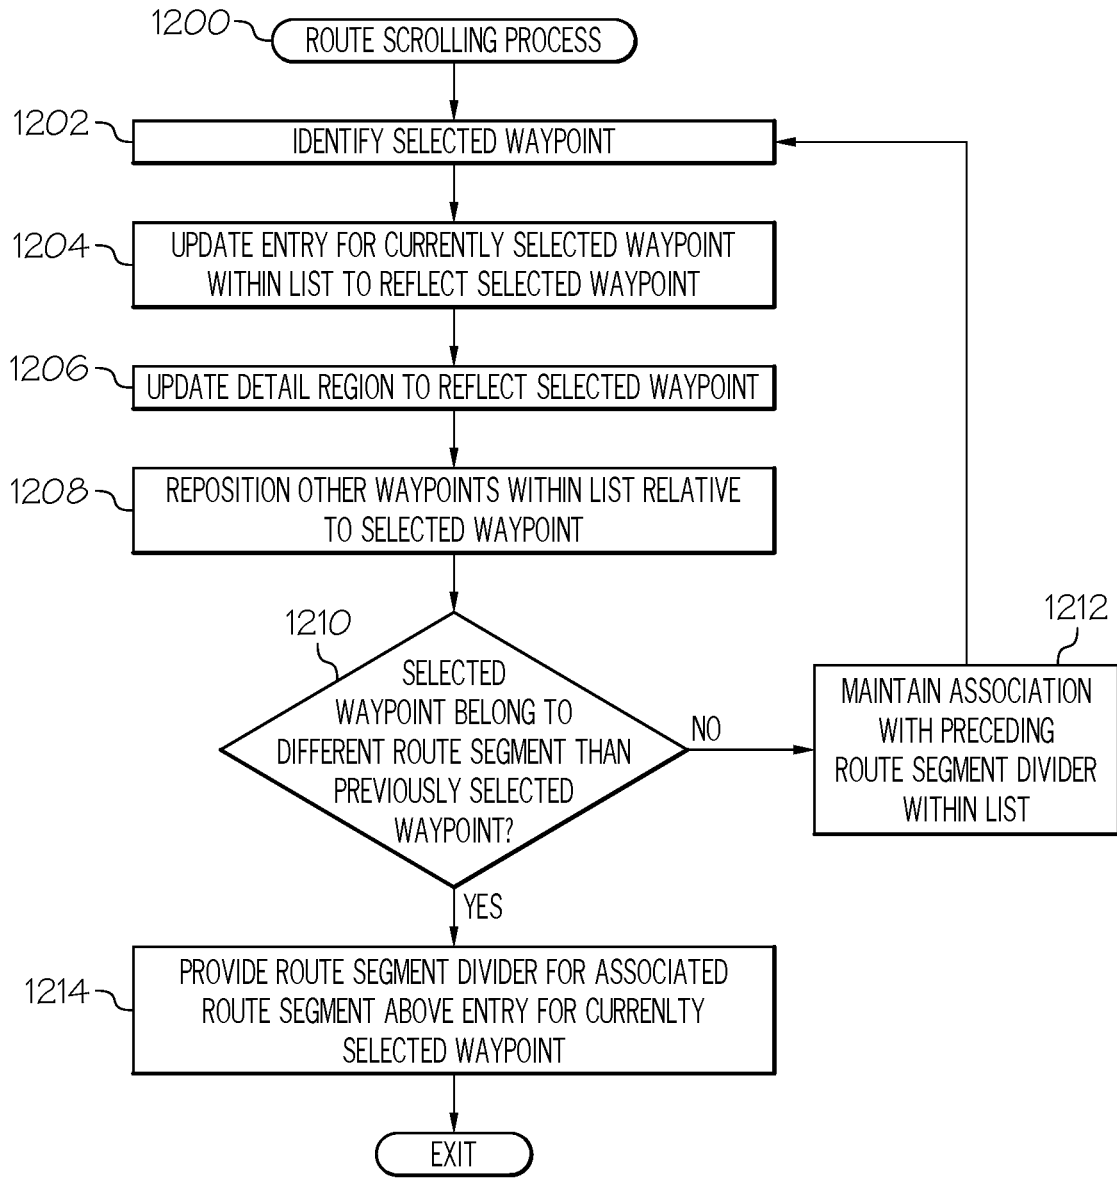 1200
ROUTE SCROLLING PROCESS
1202
IDENTIFY SELECTED WAYPOINT
1204
UPDATE ENTRY FOR CURRENTLY SELECTED WAYPOINT
WITHIN LIST TO REFLECT SELECTED WAYPOINT
1206
UPDATE DETAIL REGION TO REFLECT SELECTED WAYPOINT
1208
REPOSITION OTHER WAYPOINTS WITHIN LIST RELATIVE
TO SELECTED WAYPOINT
1210
SELECTED
WAYPOINT BELONG TO
DIFFERENT ROUTE SEGMENT THAN
PREVIOUSLY SELECTED
WAYPOINT?
NO
1212
MAINTAIN ASSOCIATION
WITH PRECEDING
ROUTE SEGMENT DIVIDER
WITHIN LIST
YES
1214
PROVIDE ROUTE SEGMENT DIVIDER FOR ASSOCIATED
ROUTE SEGMENT ABOVE ENTRY FOR CURRENLTY
SELECTED WAYPOINT
EXIT